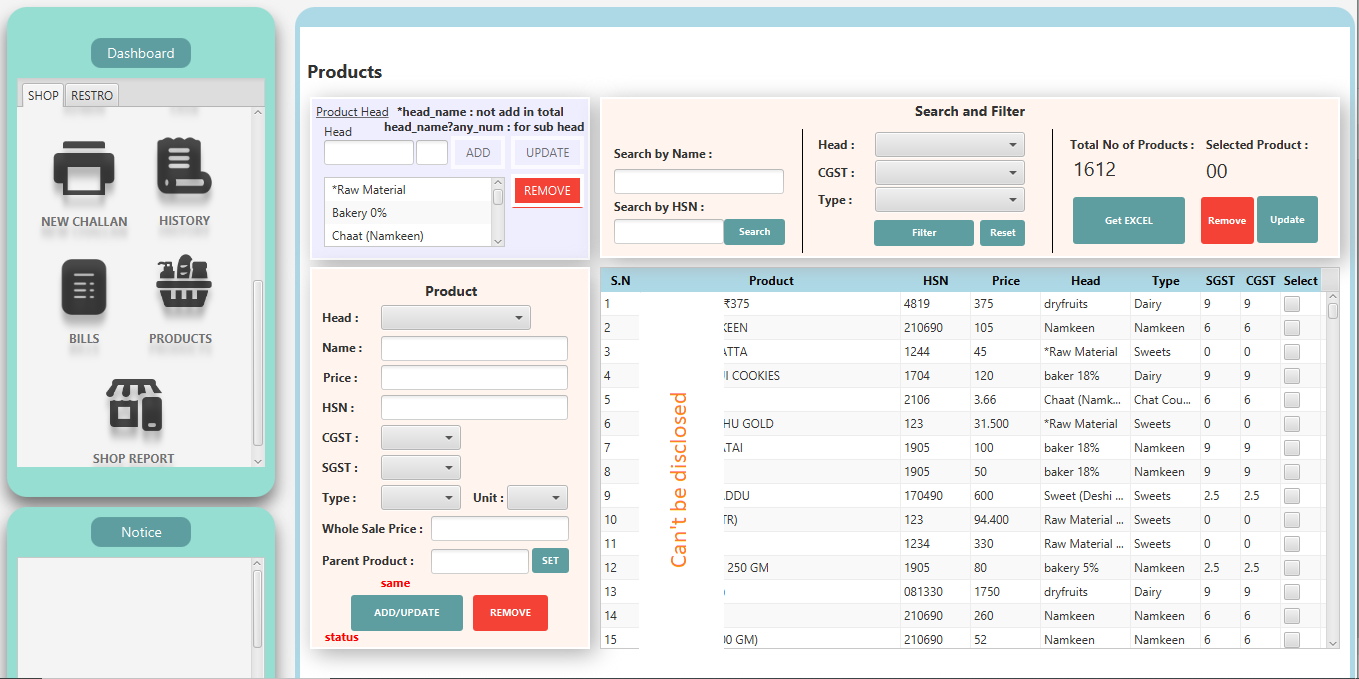 Dashboard
SHOP RESTRO
NEW CHALLAN HISTORY
BILLS PRODUCTS
SHOP REPORT
Notice
Products
Product Head *head_name : not add in total
head_name?any_num : for sub head
Head
ADD UPDATE
*Raw Material
Bakery 0%
Chaat (Namkeen)
REMOVE
Search and Filter
Search by Name :
Search by HSN :
Search
Head :
CGST :
Type :
Filter Reset
Total No of Products : Selected Product :
1612 00
Get EXCEL Remove Update
Product
Head :
Name :
Price :
HSN :
CGST :
SGST :
Type : Unit :
Whole Sale Price :
Parent Product : SET
same
ADD/UPDATE REMOVE
status
S.N Product HSN Price Head Type SGST CGST Select
1 ₹375 4819 375 dryfruits Dairy 9 9
2 KEEN 210690 105 Namkeen Namkeen 6 6
3 ATTA 1244 45 *Raw Material Sweets 0 0
4 JI COOKIES 1704 120 baker 18% Dairy 9 9
5 2106 3.66 Chaat (Namk... Chat Cou... 6 6
6 HU GOLD 123 31.500 *Raw Material Sweets 0 0
7 ATAI 1905 100 baker 18% Namkeen 9 9
8 1905 50 baker 18% Namkeen 9 9
9 DDU 170490 600 Sweet (Deshi ... Sweets 2.5 2.5
10 TR) 123 94.400 Raw Material ... Sweets 0 0
11 1234 330 Raw Material ... Sweets 0 0
12 250 GM 1905 80 bakery 5% Namkeen 2.5 2.5
13 ) 081330 1750 dryfruits Dairy 9 9
14 210690 260 Namkeen Namkeen 6 6
15 00 GM) 210690 52 Namkeen Namkeen 6 6
Can't be disclosed